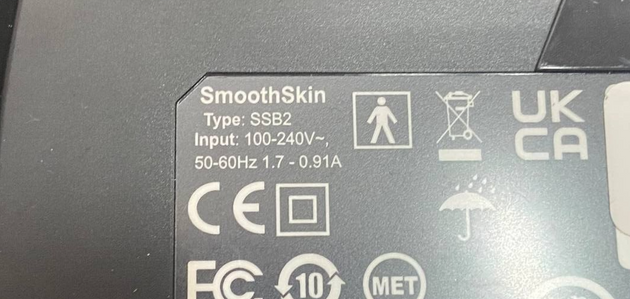 SmoothSkin
Type: SSB2
Input: 100-240V~,
50-60Hz 1.7 - 0.91A
UK
CA
CE
FC
10
MET